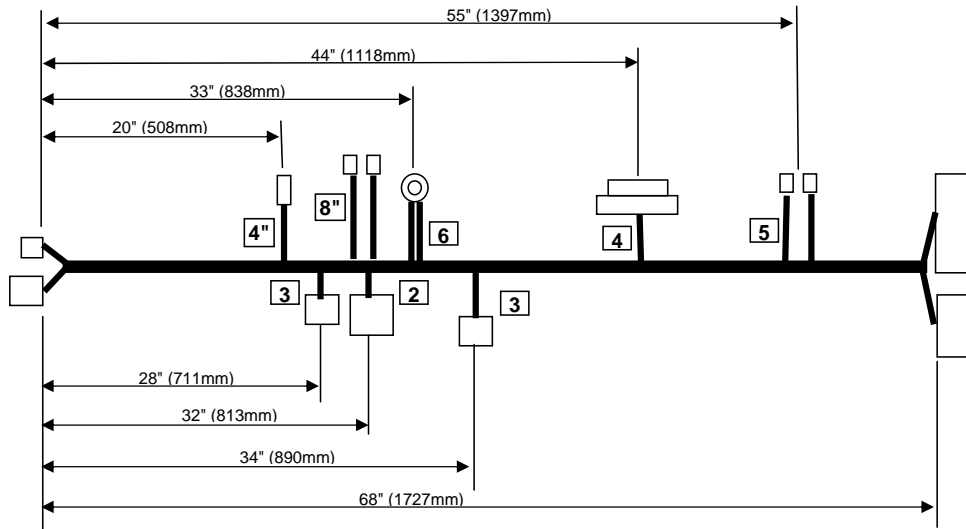 55" (1397mm)
44" (1118mm)
33" (838mm)
20" (508mm)
8"
4"
6
4
5
3
2
3
28" (711mm)
32" (813mm)
34" (890mm)
68" (1727mm)